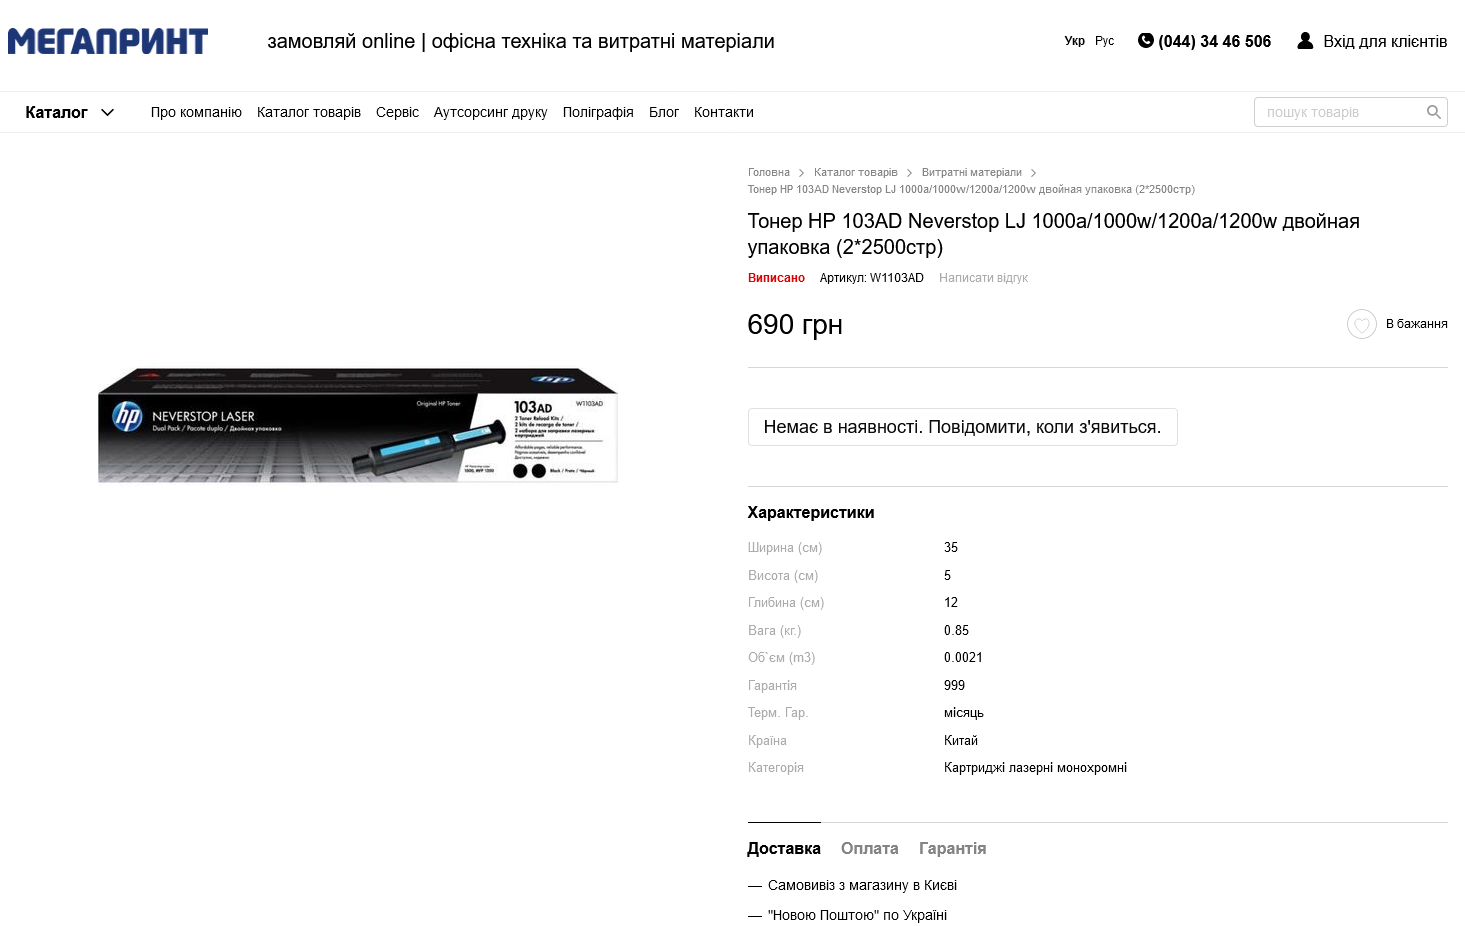 МЕГАПРИНТ
замовляй online | офісна техніка та витратні матеріали
Укр Рус
(044) 34 46 506
Вхід для клієнтів
Каталог
Про компанію Каталог товарів Сервіс Аутсорсинг друку Поліграфія Блог Контакти
пошук товарів
Головна Каталог товарів Витратні матеріали
Тонер HP 103AD Neverstop LJ 1000a/1000w/1200a/1200w двойная упаковка (2*2500стр)
Тонер HP 103AD Neverstop LJ 1000a/1000w/1200a/1200w двойная
упаковка (2*2500стр)
Виписано Артикул: W1103AD Написати відгук
690 грн
В бажання
hp
hp
NEVERSTOP LASER
Dual Pack / Pacote duplo / Двойная упаковка
Original HP Toner
103AD
W1103AD
2 Toner Reload Kits /
2 kits de recarga de toner /
2 набора для заправки лазерных
картриджей
Black / Preto / Чёрный
Немає в наявності. Повідомити, коли з'явиться.
Характеристики
Ширина (см) 35
Висота (см) 5
Глибина (см) 12
Вага (кг.) 0.85
Об`єм (m3) 0.0021
Гарантія 999
Терм. Гар. місяць
Країна Китай
Категорія Картриджі лазерні монохромні
Доставка Оплата Гарантія
— Самовивіз з магазину в Києві
— "Новою Поштою" по Україні